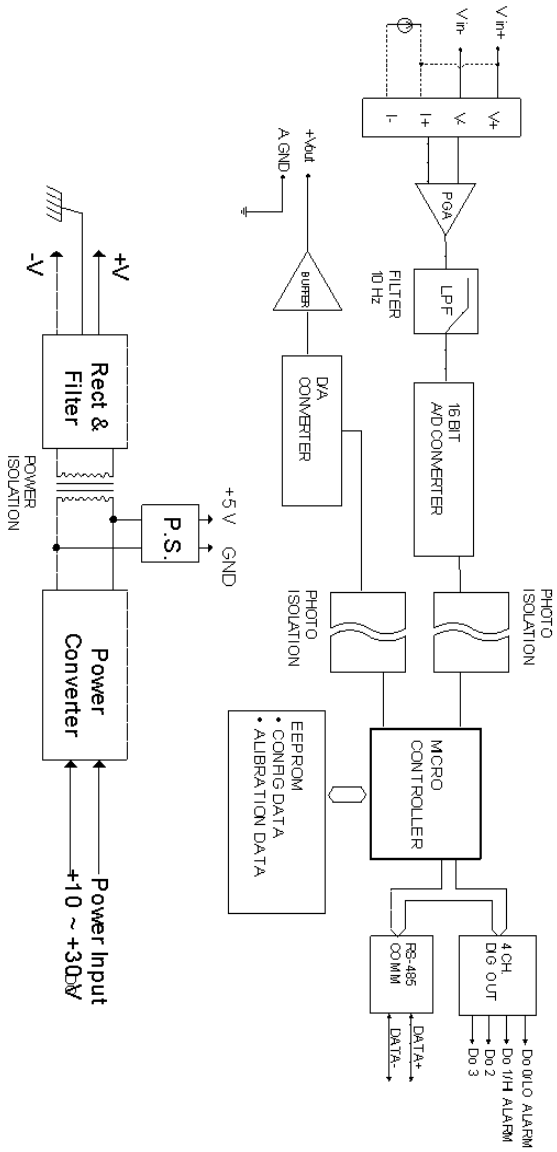 V in+
V in-
V+
V-
I+
I-
PGA
LPF
FILTER
10 Hz
16 BIT
A/D CONVERTER
PHOTO
ISOLATION
MICRO
CONTROLLER
4 CH.
DIG OUT
Do 0/LO ALARM
Do 1/HI ALARM
Do 2
Do 3
RS-485
COMM
DATA+
DATA-
+Vout
A.GND
BUFFER
D/A
CONVERTER
PHOTO
ISOLATION
EEPROM
• CONFIG DATA
• ALIBRATION DATA
+V
-V
Rect &
Filter
POWER
ISOLATION
P.S.
+5 V
GND
Power
Converter
Power Input
+10 ~ +30